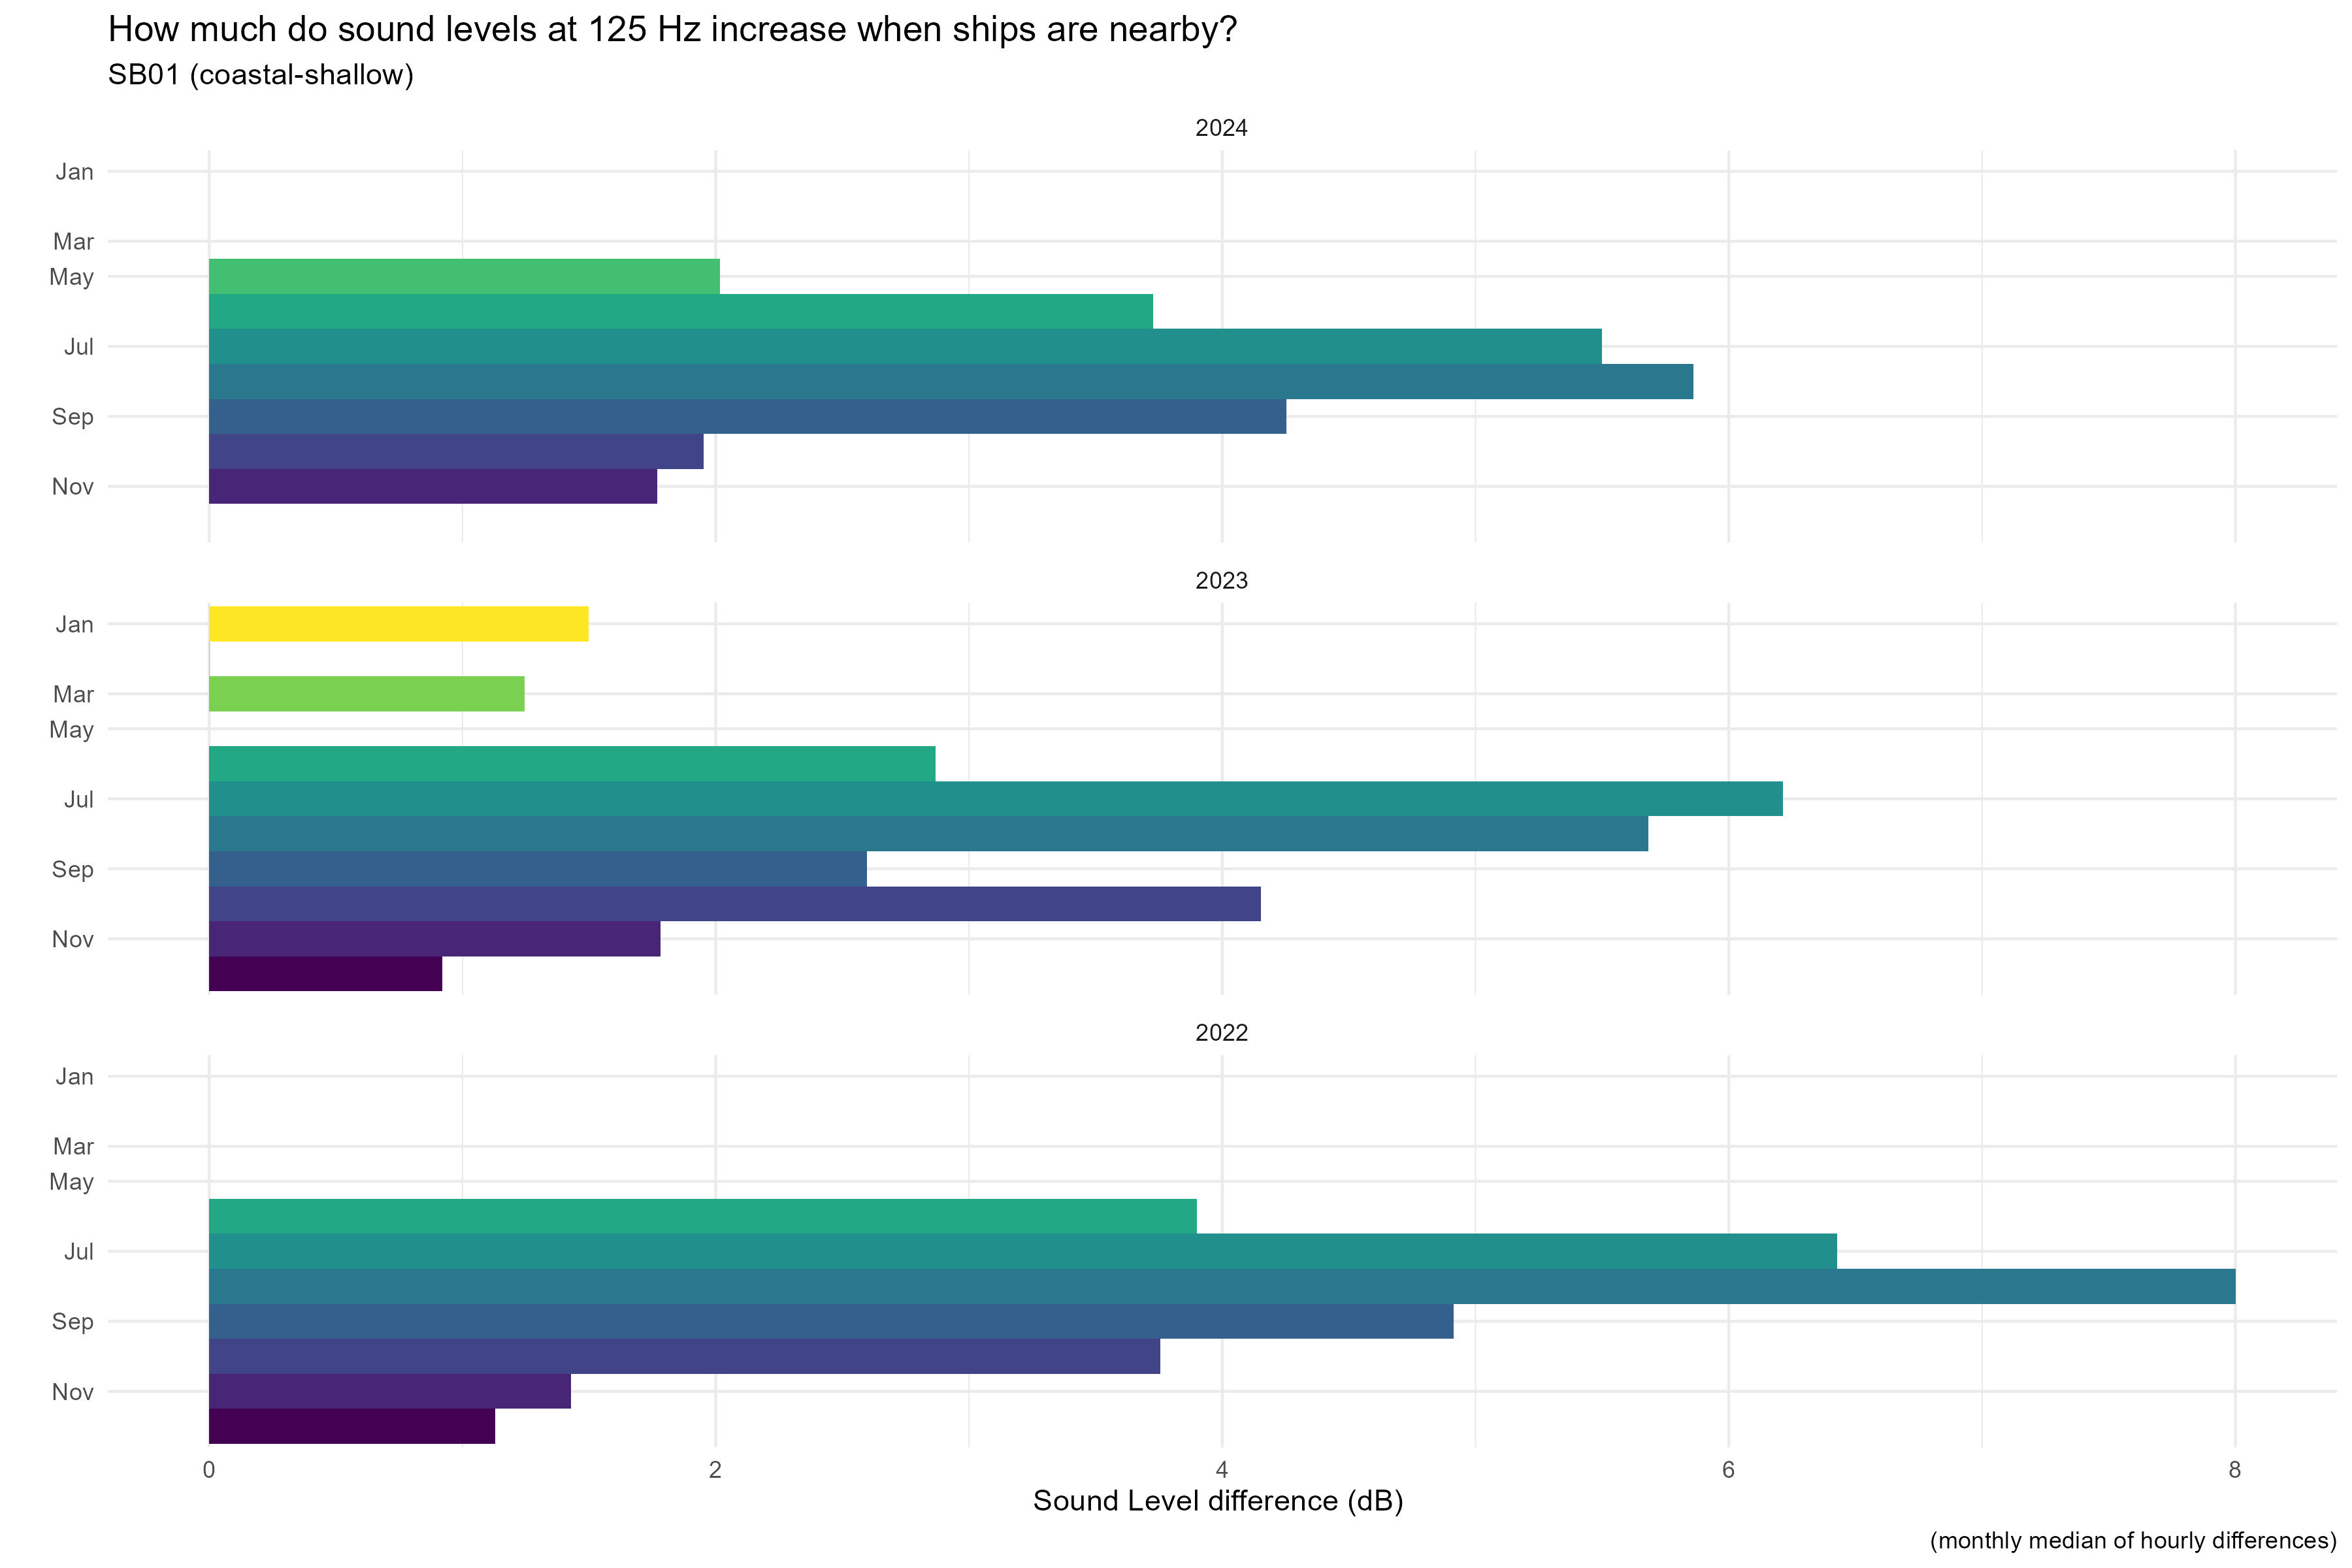 How much do sound levels at 125 Hz increase when ships are nearby?
SB01 (coastal-shallow)
2024
Jan
Mar
May
Jul
Sep
Nov
2023
Jan
Mar
May
Jul
Sep
Nov
2022
Jan
Mar
May
Jul
Sep
Nov
0 2 4 6 8
Sound Level difference (dB)
(monthly median of hourly differences)